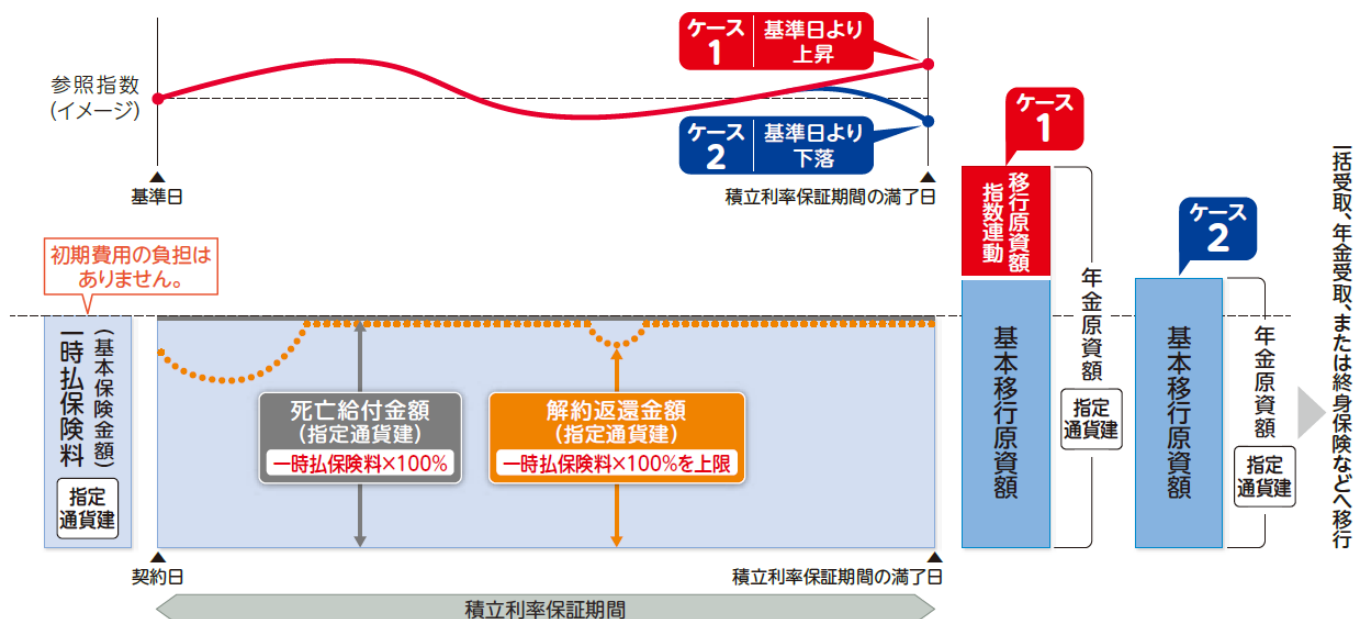 ケース
1
基準日より
上昇
参照指数
(イメージ)
ケース
2
基準日より
下落
基準日
積立利率保証期間の満了日
初期費用の負担は
ありません。
一時払保険料
(基本保険金額)
指定
通貨建
死亡給付金額
(指定通貨建)
一時払保険料×100%
解約返還金額
(指定通貨建)
一時払保険料×100%を上限
契約日
積立利率保証期間の満了日
積立利率保証期間
ケース
1
指数連動
移行原資額
基本移行原資額
年金原資額
指定
通貨建
ケース
2
基本移行原資額
年金原資額
指定
通貨建
一括受取、年金受取、または終身保険などへ移行